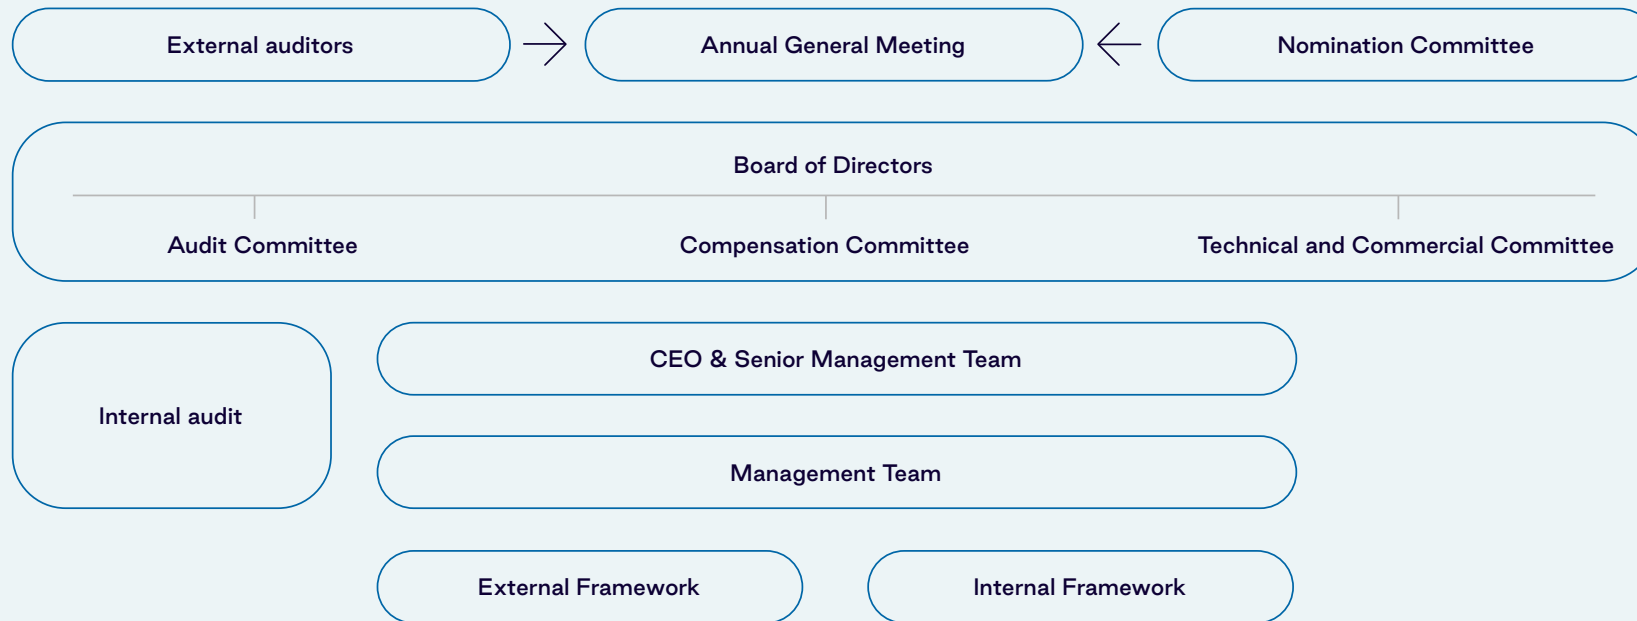 External auditors
Annual General Meeting
Nomination Committee
Board of Directors
Audit Committee
Compensation Committee
Technical and Commercial Committee
Internal audit
CEO & Senior Management Team
Management Team
External Framework
Internal Framework